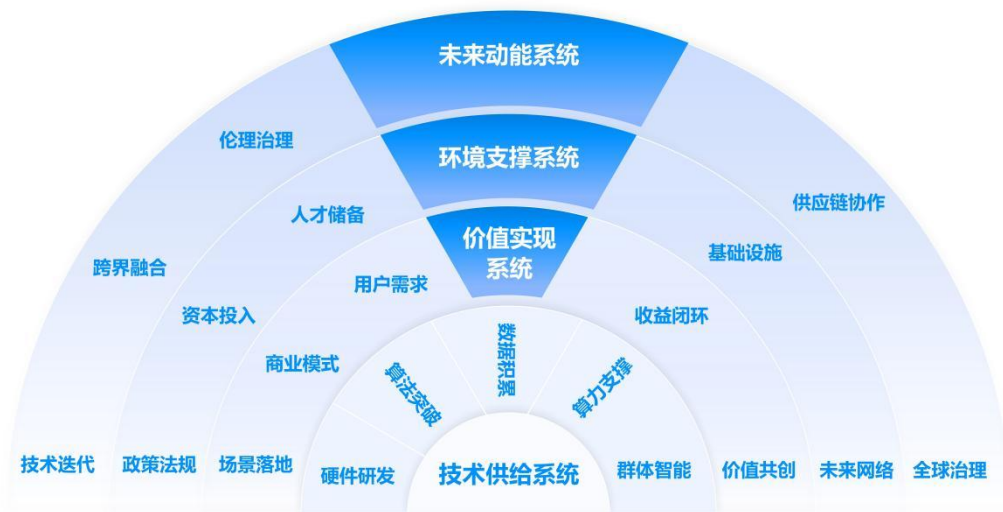 未来动能系统
伦理治理
环境支撑系统
人才储备
供应链协作
价值实现
系统
跨界融合
用户需求
基础设施
资本投入
收益闭环
商业模式
算法突破
数据积累
算力支撑
技术迭代
政策法规
场景落地
硬件研发
技术供给系统
群体智能
价值共创
未来网络
全球治理